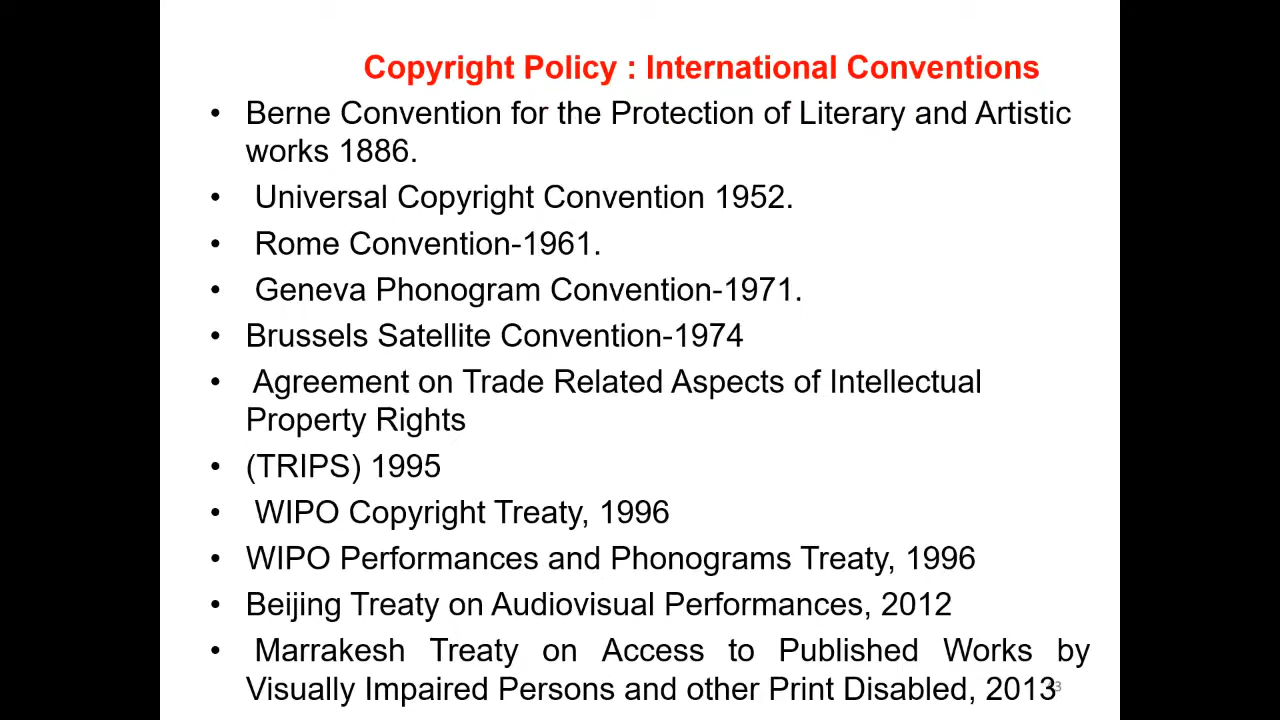 Copyright Policy : International Conventions
• Berne Convention for the Protection of Literary and Artistic
works 1886.
• Universal Copyright Convention 1952.
• Rome Convention-1961.
• Geneva Phonogram Convention-1971.
• Brussels Satellite Convention-1974
• Agreement on Trade Related Aspects of Intellectual
Property Rights
• (TRIPS) 1995
• WIPO Copyright Treaty, 1996
• WIPO Performances and Phonograms Treaty, 1996
• Beijing Treaty on Audiovisual Performances, 2012
• Marrakesh Treaty on Access to Published Works by
Visually Impaired Persons and other Print Disabled, 2013
3